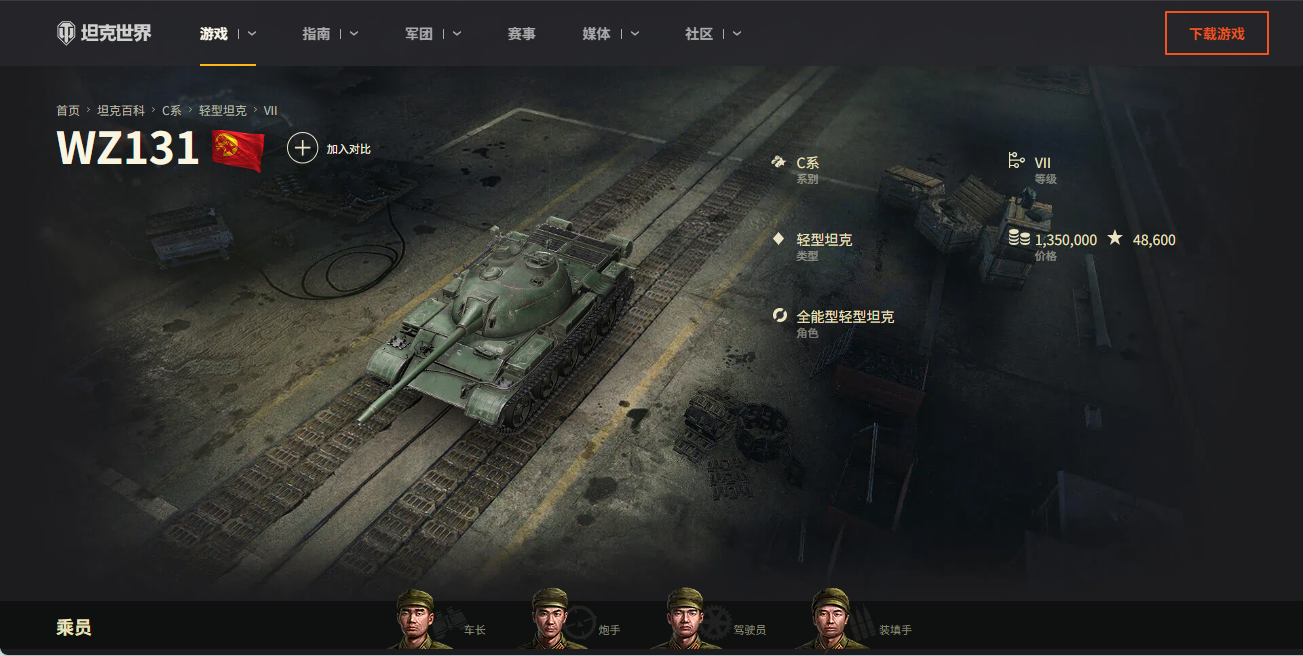 坦克世界 游戏 指南 军团 赛事 媒体 社区 下载游戏
首页 › 坦克百科 › C系 › 轻型坦克 › VII
WZ131 加入对比
C系 VII
系别 等级
轻型坦克 1,350,000 48,600
类型 价格
全能型轻型坦克
角色
乘员 车长 炮手 驾驶员 装填手